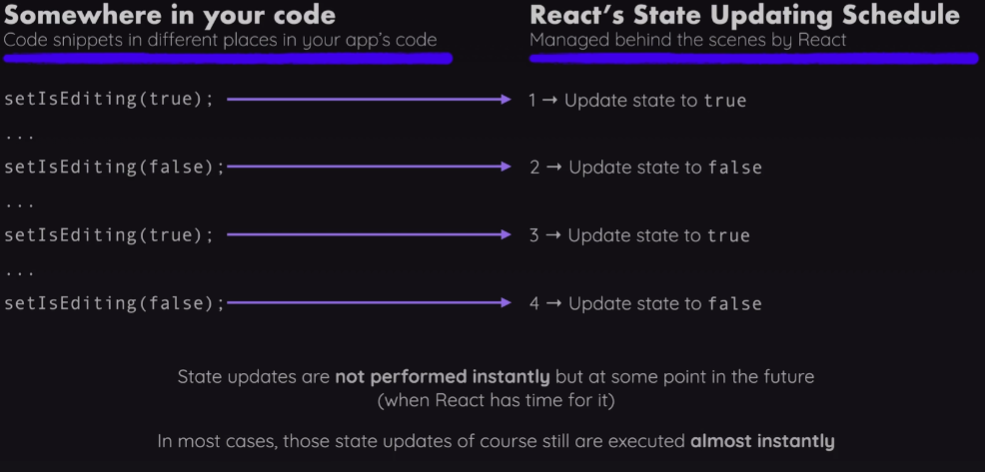 Somewhere in your code
Code snippets in different places in your app's code
React's State Updating Schedule
Managed behind the scenes by React
setIsEditing(true);
1 → Update state to true
...
setIsEditing(false);
2 → Update state to false
...
setIsEditing(true);
3 → Update state to true
...
setIsEditing(false);
4 → Update state to false
State updates are not performed instantly but at some point in the future
(when React has time for it)
In most cases, those state updates of course still are executed almost instantly